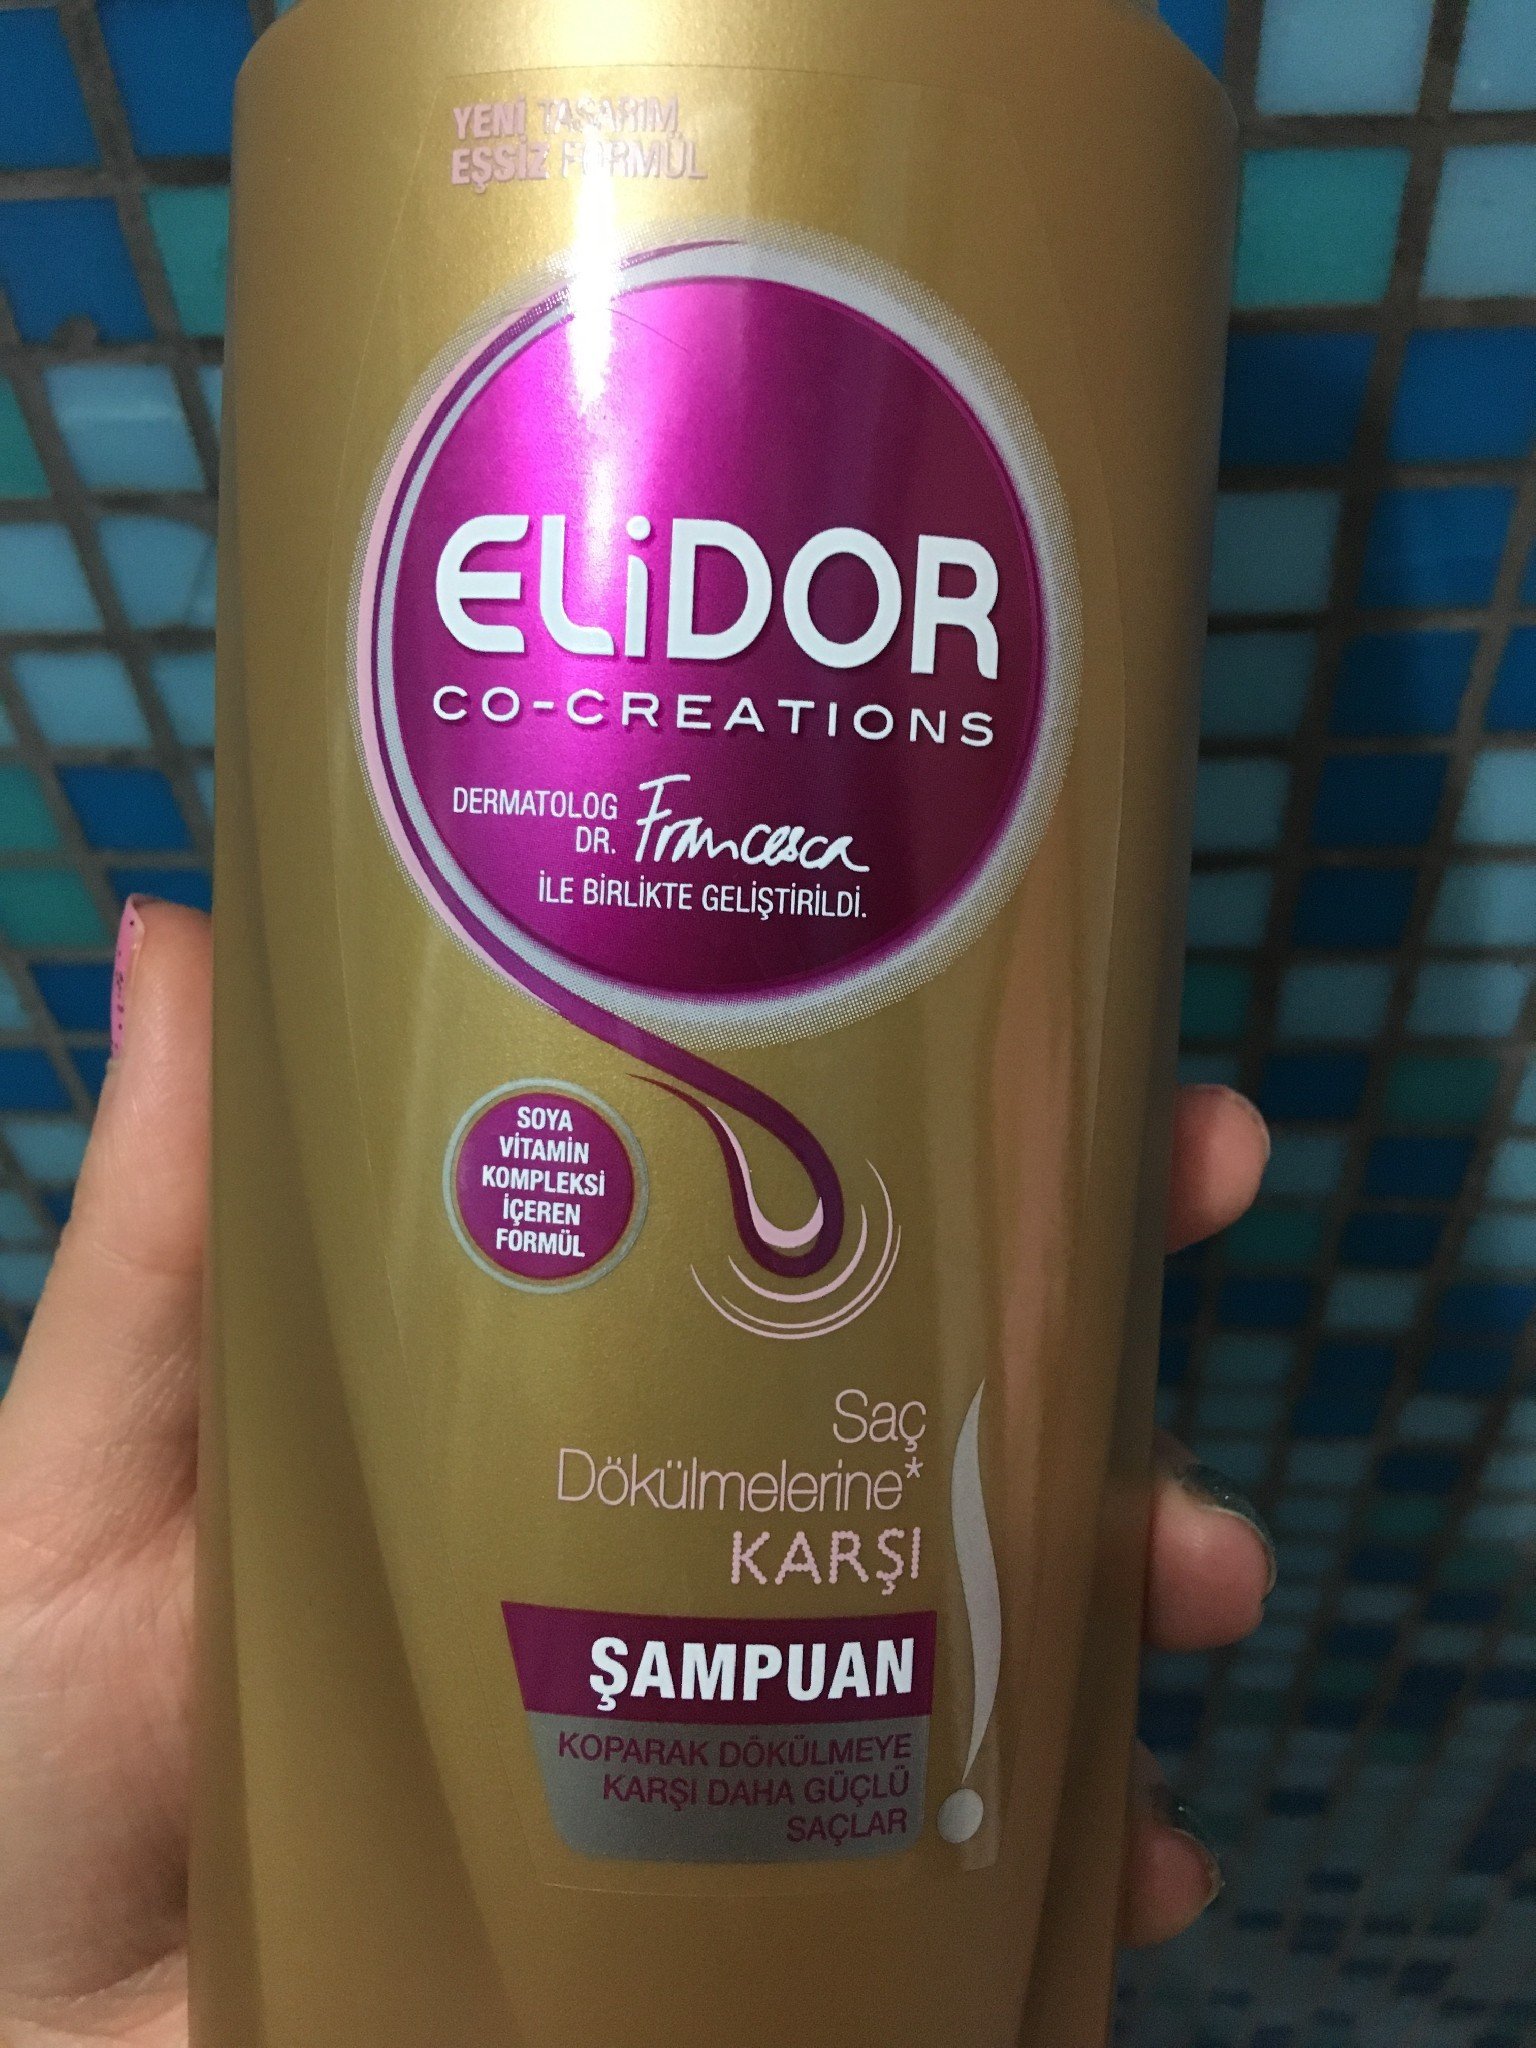 YENİ TASARIM,
EŞSİZ FORMÜL
ELiDOR
CO-CREATIONS
DERMATOLOG
DR. Francesca
İLE BİRLİKTE GELİŞTİRİLDİ.
SOYA
VİTAMİN
KOMPLEKSİ
İÇEREN
FORMÜL
Saç
Dökülmelerine*
KARŞI
ŞAMPUAN
KOPARAK DÖKÜLMEYE
KARŞI DAHA GÜÇLÜ
SAÇLAR